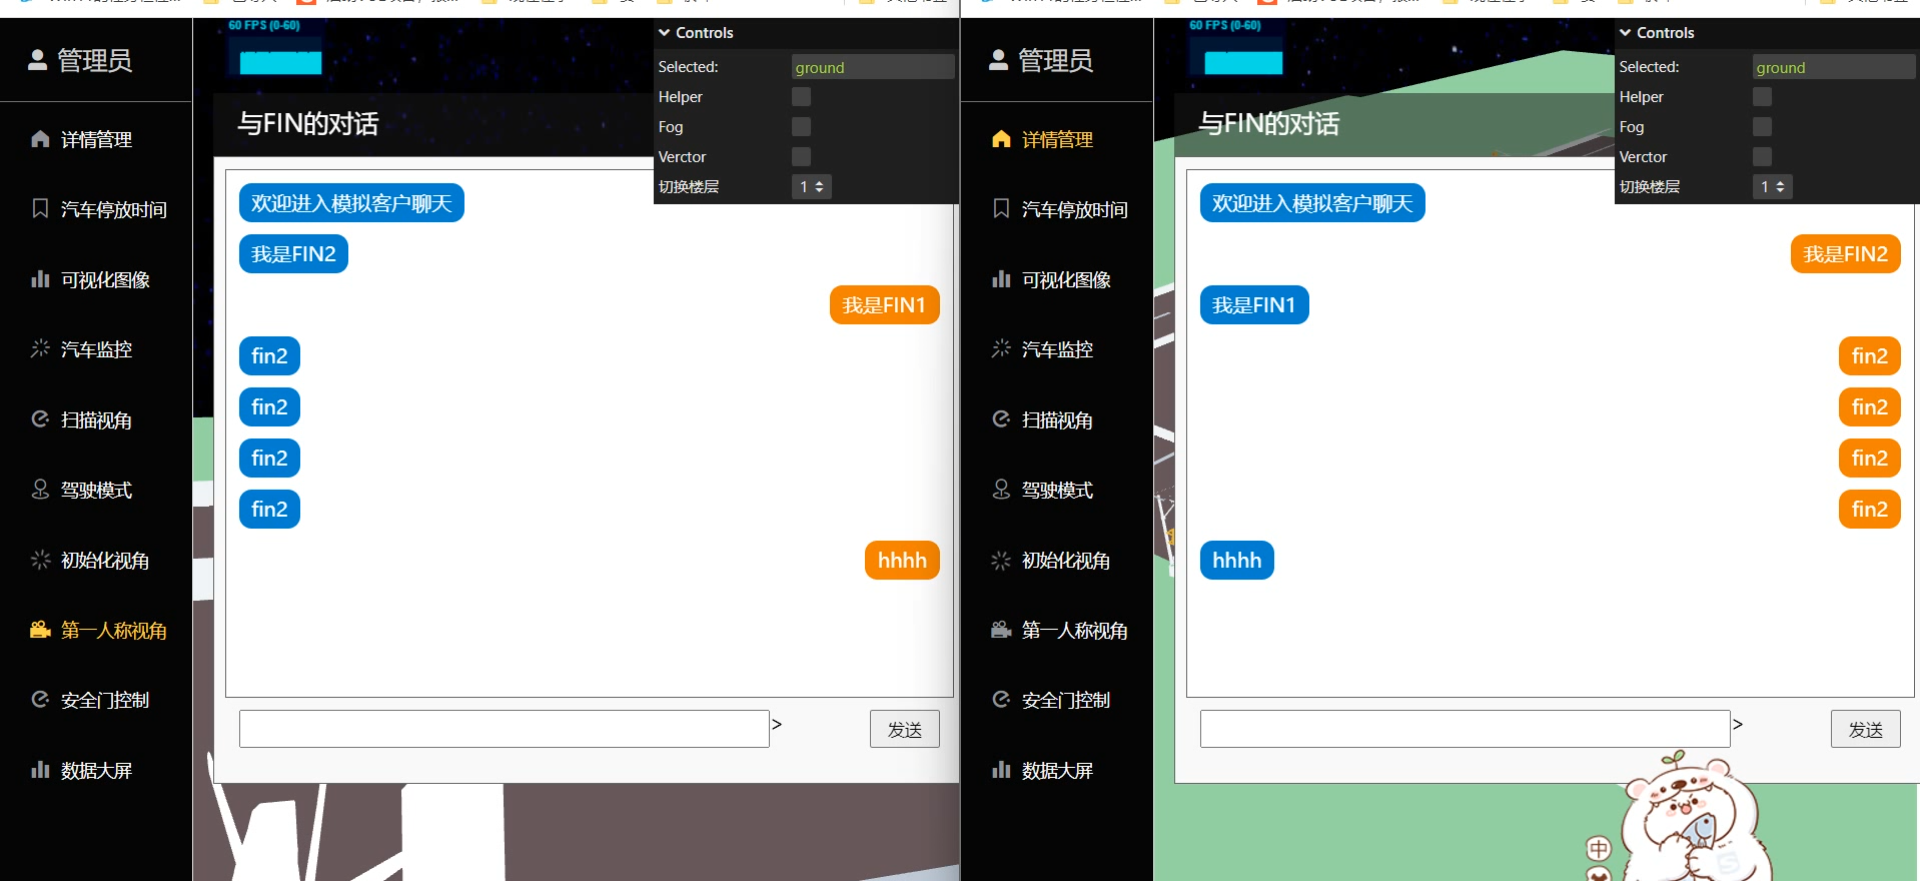 60 FPS (0-60)
管理员
详情管理
汽车停放时间
可视化图像
汽车监控
扫描视角
驾驶模式
初始化视角
第一人称视角
安全门控制
数据大屏
Controls
Selected:
ground
Helper
Fog
Verctor
切换楼层
1
与FIN的对话
欢迎进入模拟客户聊天
我是FIN2
我是FIN1
fin2
fin2
fin2
fin2
hhhh
>
发送
60 FPS (0-60)
管理员
详情管理
汽车停放时间
可视化图像
汽车监控
扫描视角
驾驶模式
初始化视角
第一人称视角
安全门控制
数据大屏
Controls
Selected:
ground
Helper
Fog
Verctor
切换楼层
1
与FIN的对话
欢迎进入模拟客户聊天
我是FIN2
我是FIN1
fin2
fin2
fin2
fin2
hhhh
>
发送
中